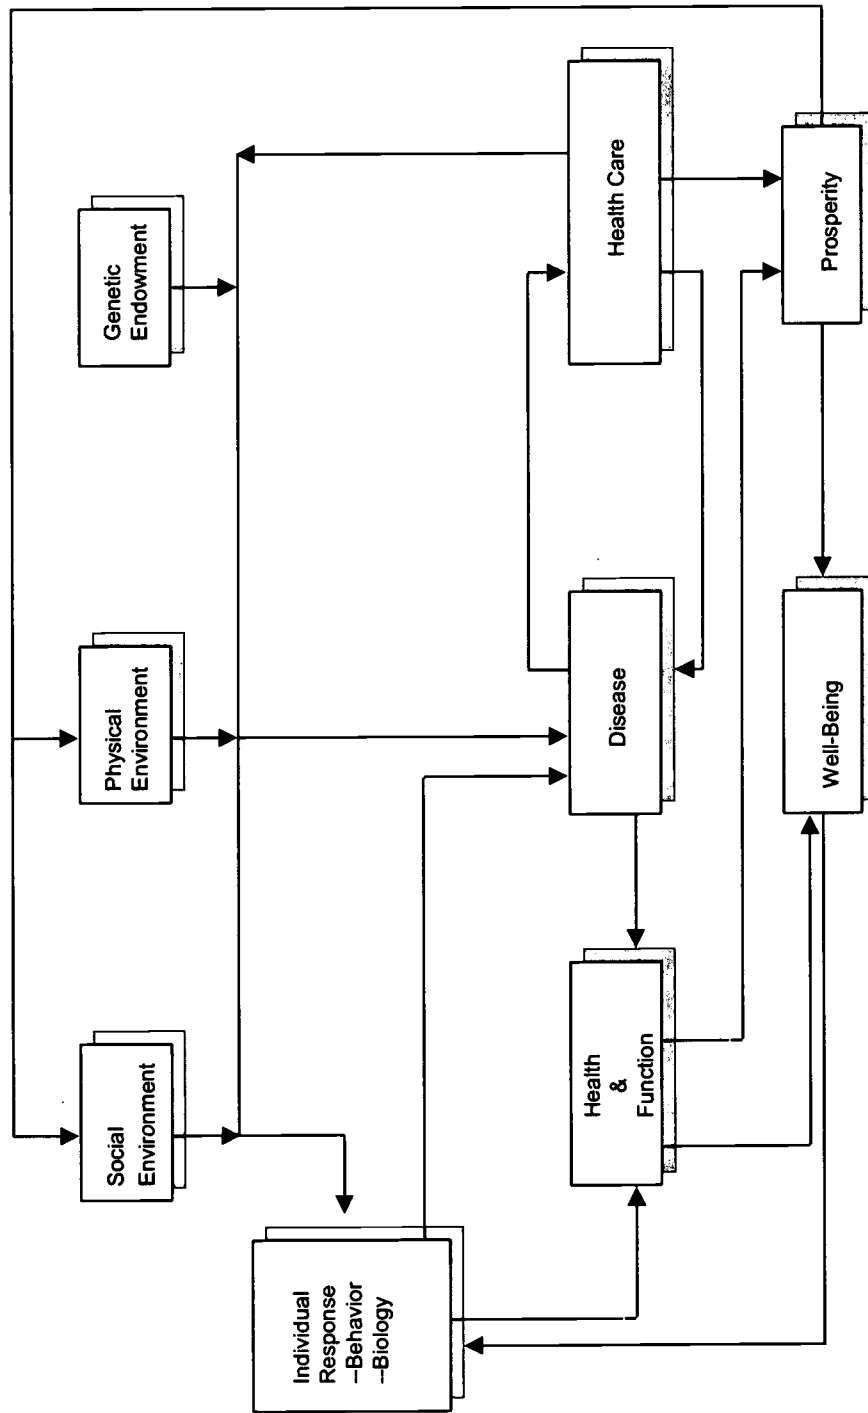 Social
Environment
Physical
Environment
Genetic
Endowment
Individual
Response
--Behavior
--Biology
Health
&
Function
Disease
Health Care
Well-Being
Prosperity